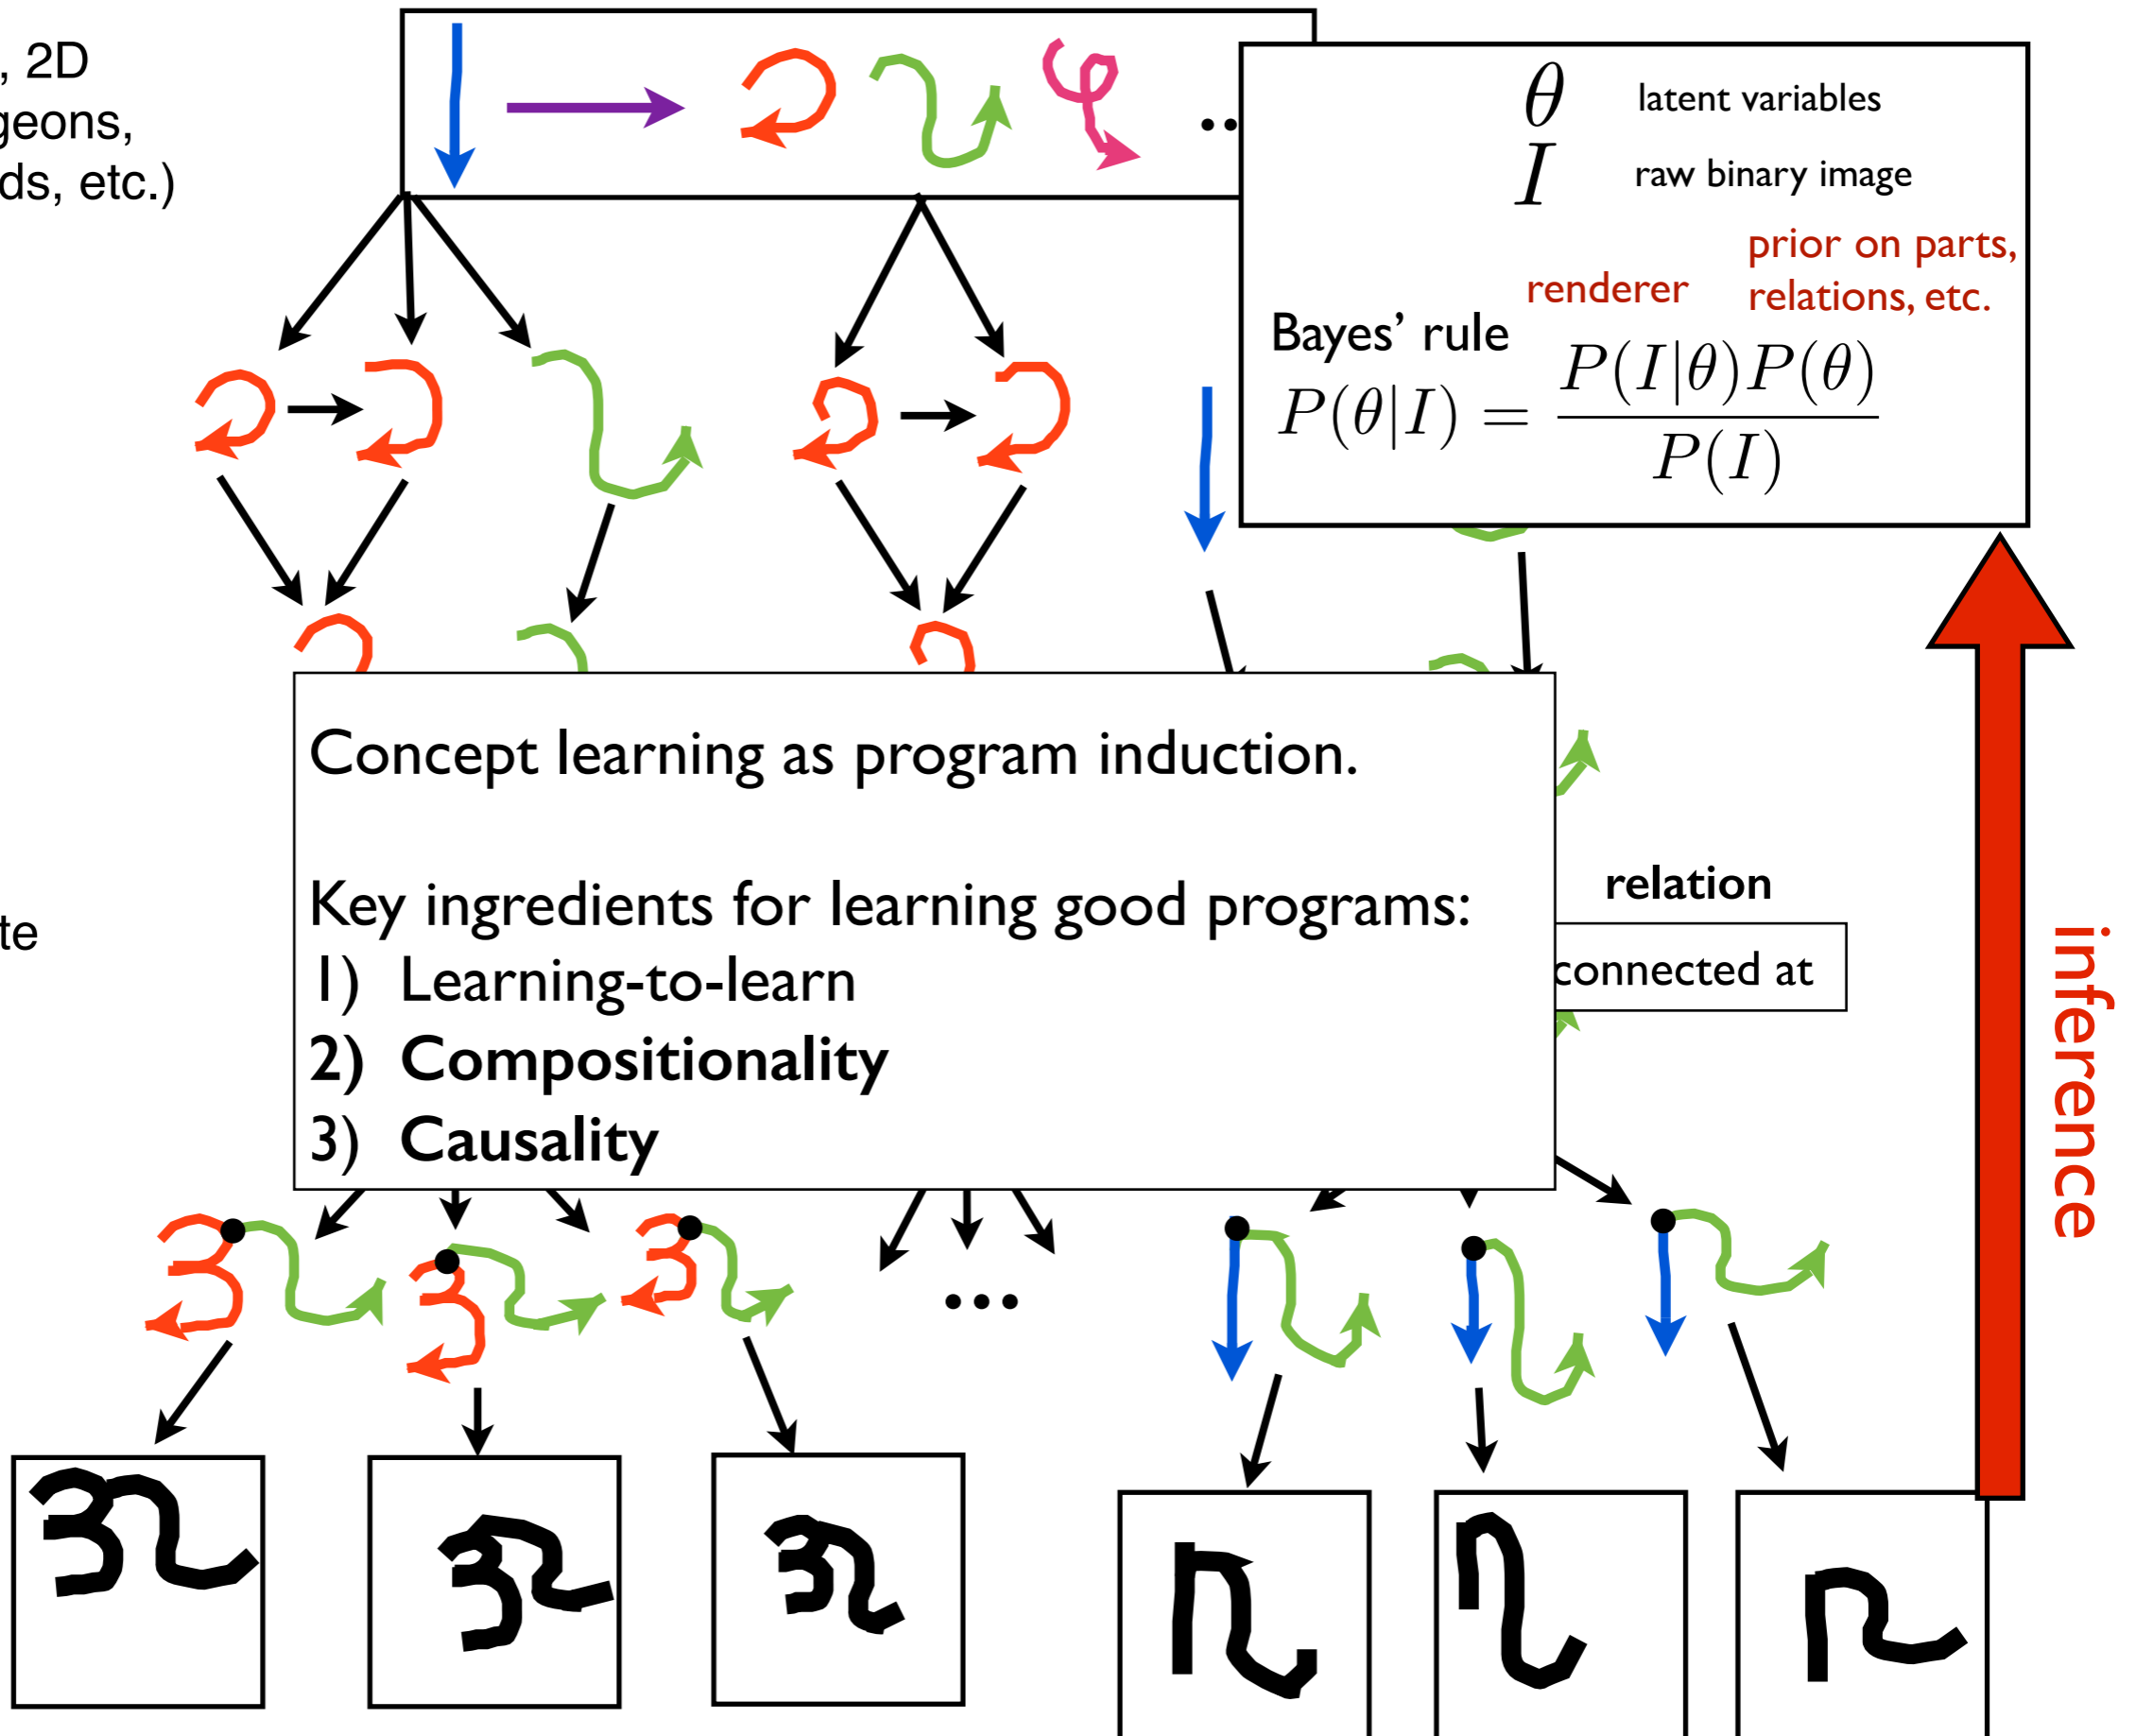 , 2D
geons,
ds, etc.)
θ latent variables
I raw binary image
prior on parts,
renderer relations, etc.
Bayes’ rule
P(θ|I) = P(I|θ)P(θ) / P(I)
Concept learning as program induction.
Key ingredients for learning good programs:
1) Learning-to-learn
2) Compositionality
3) Causality
relation
connected at
te
inference